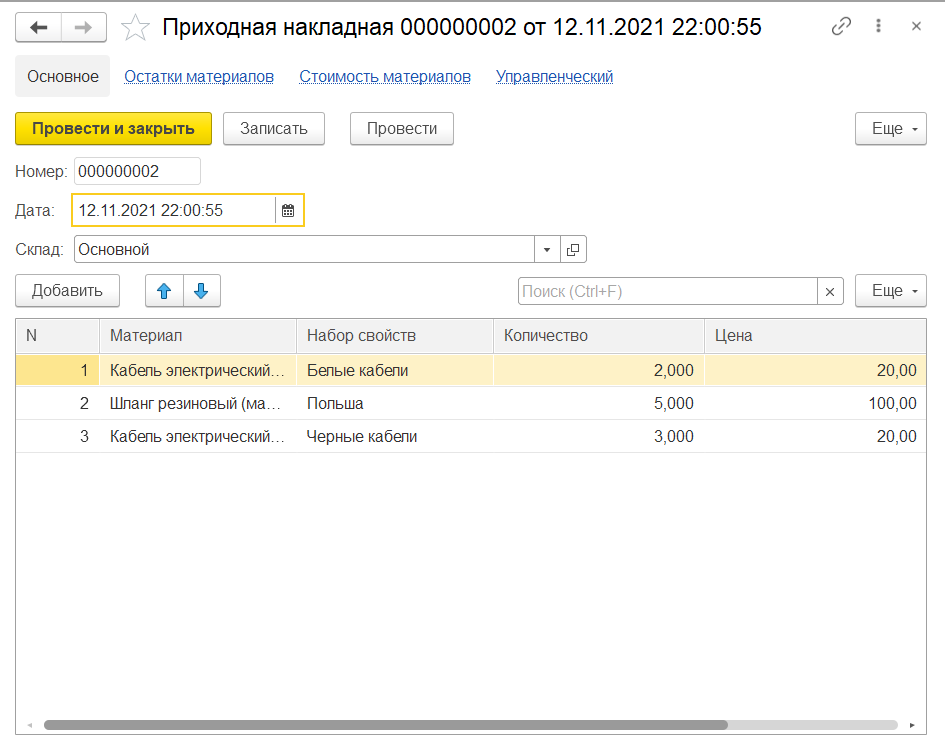 Приходная накладная 000000002 от 12.11.2021 22:00:55
Основное Остатки материалов Стоимость материалов Управленческий
Провести и закрыть Записать Провести Еще
Номер: 000000002
Дата: 12.11.2021 22:00:55
Склад: Основной
Добавить Поиск (Ctrl+F) Еще
N Материал Набор свойств Количество Цена
1 Кабель электрический... Белые кабели 2,000 20,00
2 Шланг резиновый (ма... Польша 5,000 100,00
3 Кабель электрический... Черные кабели 3,000 20,00